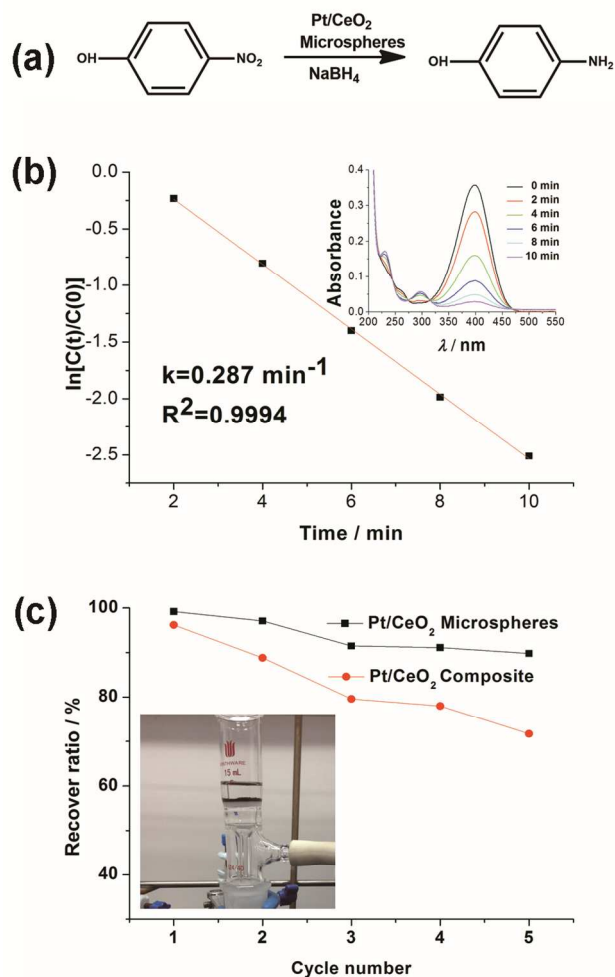 (a)
OH
NO2
Pt/CeO2
Microspheres
NaBH4
OH
NH2
(b)
ln[C(t)/C(0)]
0.0
-0.5
-1.0
-1.5
-2.0
-2.5
k=0.287 min-1
R2=0.9994
2 4 6 8 10
Time / min
Absorbance
0.4
0.3
0.2
0.1
0.0
200 250 300 350 400 450 500 550
λ / nm
0 min
2 min
4 min
6 min
8 min
10 min
(c)
Recover ratio / %
100
80
60
40
Pt/CeO2 Microspheres
Pt/CeO2 Composite
15 mL
1 2 3 4 5
Cycle number